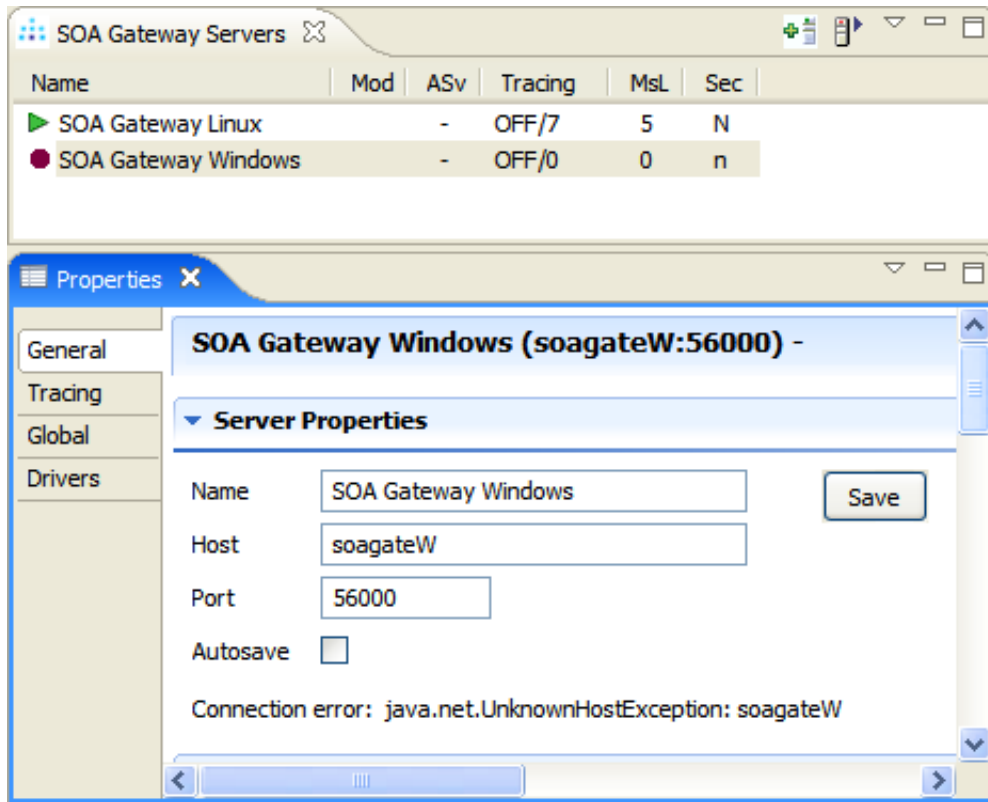 SOA Gateway Servers
Name Mod ASv Tracing MsL Sec
SOA Gateway Linux - OFF/7 5 N
SOA Gateway Windows - OFF/0 0 n
Properties
General
Tracing
Global
Drivers
SOA Gateway Windows (soagateW:56000) -
Server Properties
Name SOA Gateway Windows Save
Host soagateW
Port 56000
Autosave
Connection error: java.net.UnknownHostException: soagateW